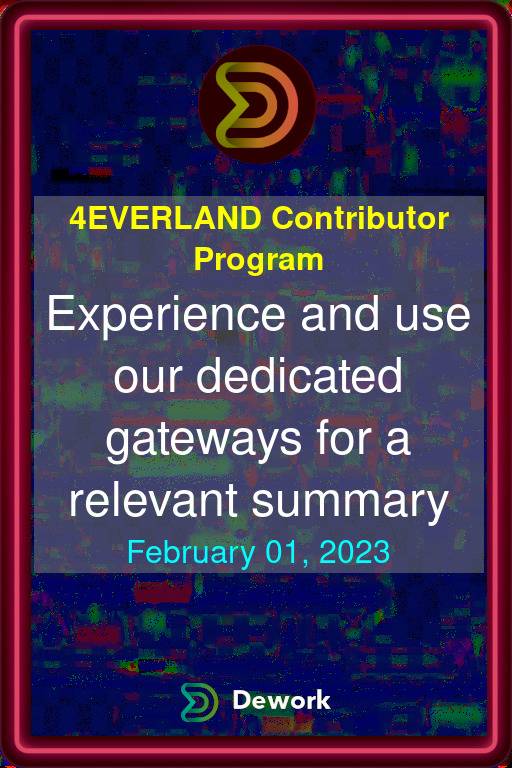 4EVERLAND Contributor
Program
Experience and use
our dedicated
gateways for a
relevant summary
February 01, 2023
Dework